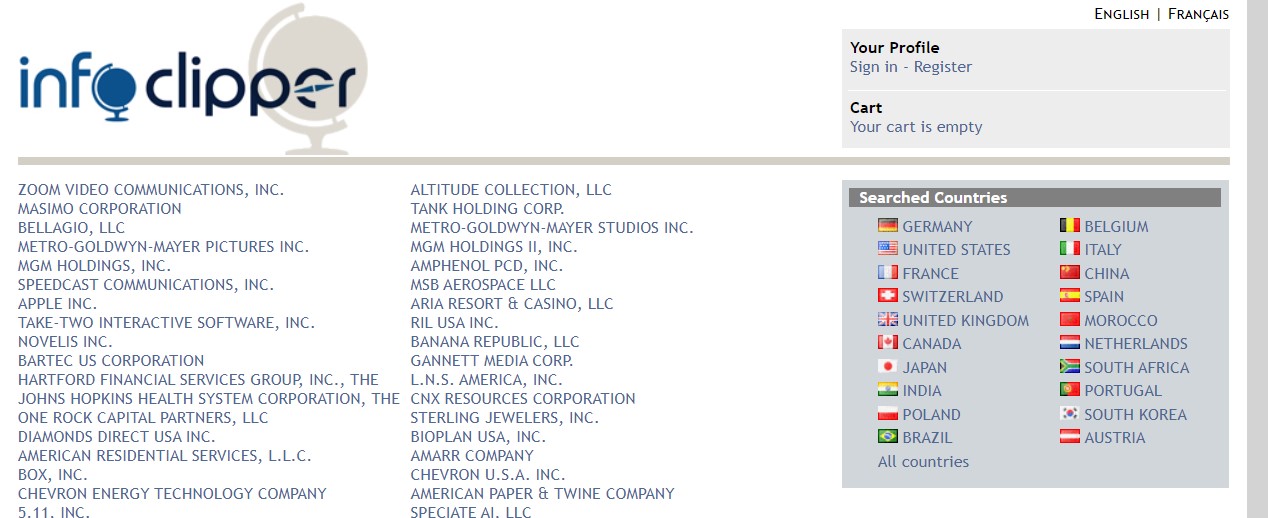 ENGLISH | FRANÇAIS
info clipper
Your Profile
Sign in - Register
Cart
Your cart is empty
ZOOM VIDEO COMMUNICATIONS, INC.
MASIMO CORPORATION
BELLAGIO, LLC
METRO-GOLDWYN-MAYER PICTURES INC.
MGM HOLDINGS, INC.
SPEEDCAST COMMUNICATIONS, INC.
APPLE INC.
TAKE-TWO INTERACTIVE SOFTWARE, INC.
NOVELIS INC.
BARTEC US CORPORATION
HARTFORD FINANCIAL SERVICES GROUP, INC., THE
JOHNS HOPKINS HEALTH SYSTEM CORPORATION, THE
ONE ROCK CAPITAL PARTNERS, LLC
DIAMONDS DIRECT USA INC.
AMERICAN RESIDENTIAL SERVICES, L.L.C.
BOX, INC.
CHEVRON ENERGY TECHNOLOGY COMPANY
5.11, INC.
ALTITUDE COLLECTION, LLC
TANK HOLDING CORP.
METRO-GOLDWYN-MAYER STUDIOS INC.
MGM HOLDINGS II, INC.
AMPHENOL PCD, INC.
MSB AEROSPACE LLC
ARIA RESORT & CASINO, LLC
RIL USA INC.
BANANA REPUBLIC, LLC
GANNETT MEDIA CORP.
L.N.S. AMERICA, INC.
CNX RESOURCES CORPORATION
STERLING JEWELERS, INC.
BIOPLAN USA, INC.
AMARR COMPANY
CHEVRON U.S.A. INC.
AMERICAN PAPER & TWINE COMPANY
SPECIATE AI, LLC
Searched Countries
GERMANY
UNITED STATES
FRANCE
SWITZERLAND
UNITED KINGDOM
CANADA
JAPAN
INDIA
POLAND
BRAZIL
All countries
BELGIUM
ITALY
CHINA
SPAIN
MOROCCO
NETHERLANDS
SOUTH AFRICA
PORTUGAL
SOUTH KOREA
AUSTRIA